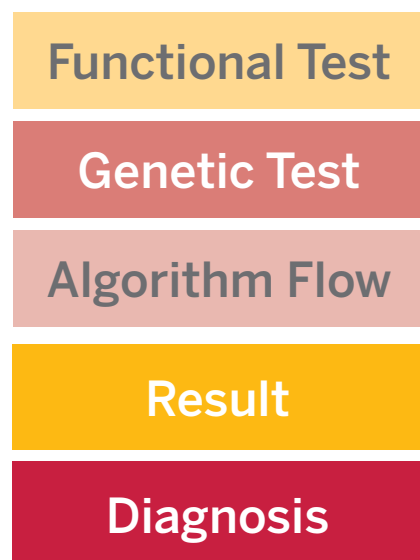 Functional Test
Genetic Test
Algorithm Flow
Result
Diagnosis